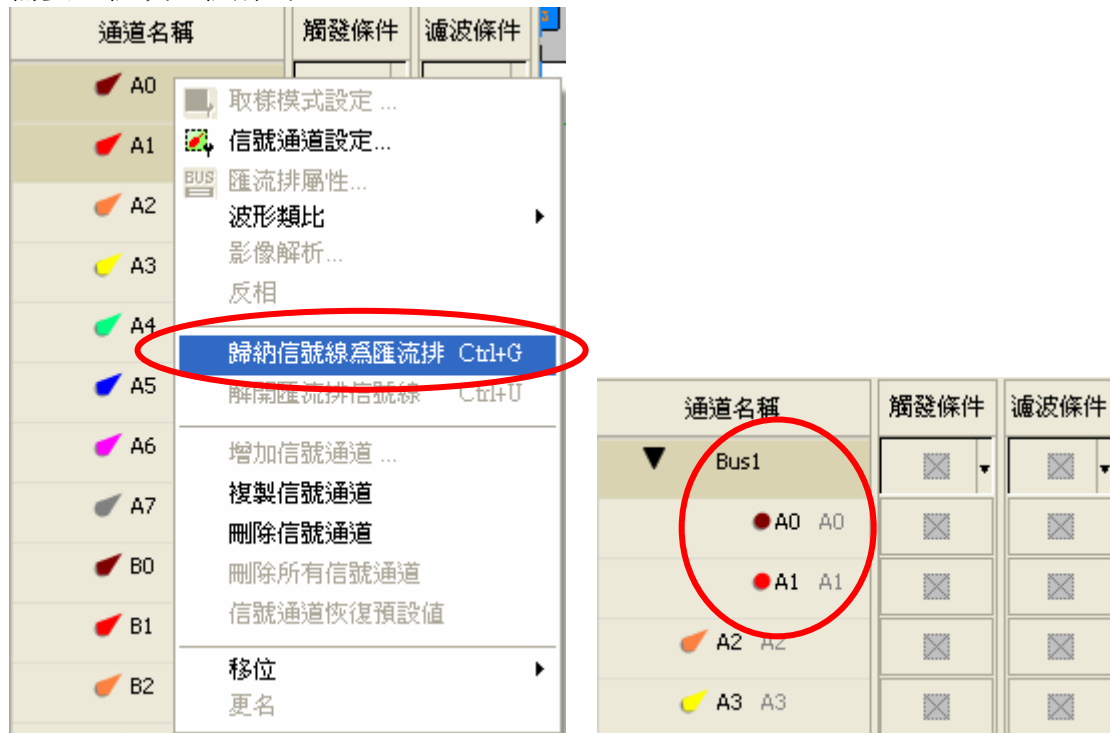 通道名稱 觸發條件 濾波條件
A0
A1
A2
A3
A4
A5
A6
A7
B0
B1
B2
取樣模式設定 ...
信號通道設定...
BUS 匯流排屬性...
波形類比
影像解析...
反相
歸納信號線爲匯流排 Ctrl+G
解開匯流排信號線 Ctrl+U
增加信號通道 ...
複製信號通道
刪除信號通道
刪除所有信號通道
信號通道恢復預設值
移位
更名
通道名稱 觸發條件 濾波條件
Bus1
A0 A0
A1 A1
A2 A2
A3 A3